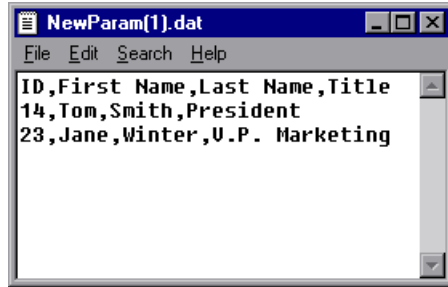 NewParam(1).dat
File Edit Search Help
ID,First Name,Last Name,Title
14,Tom,Smith,President
23,Jane,Winter,V.P. Marketing